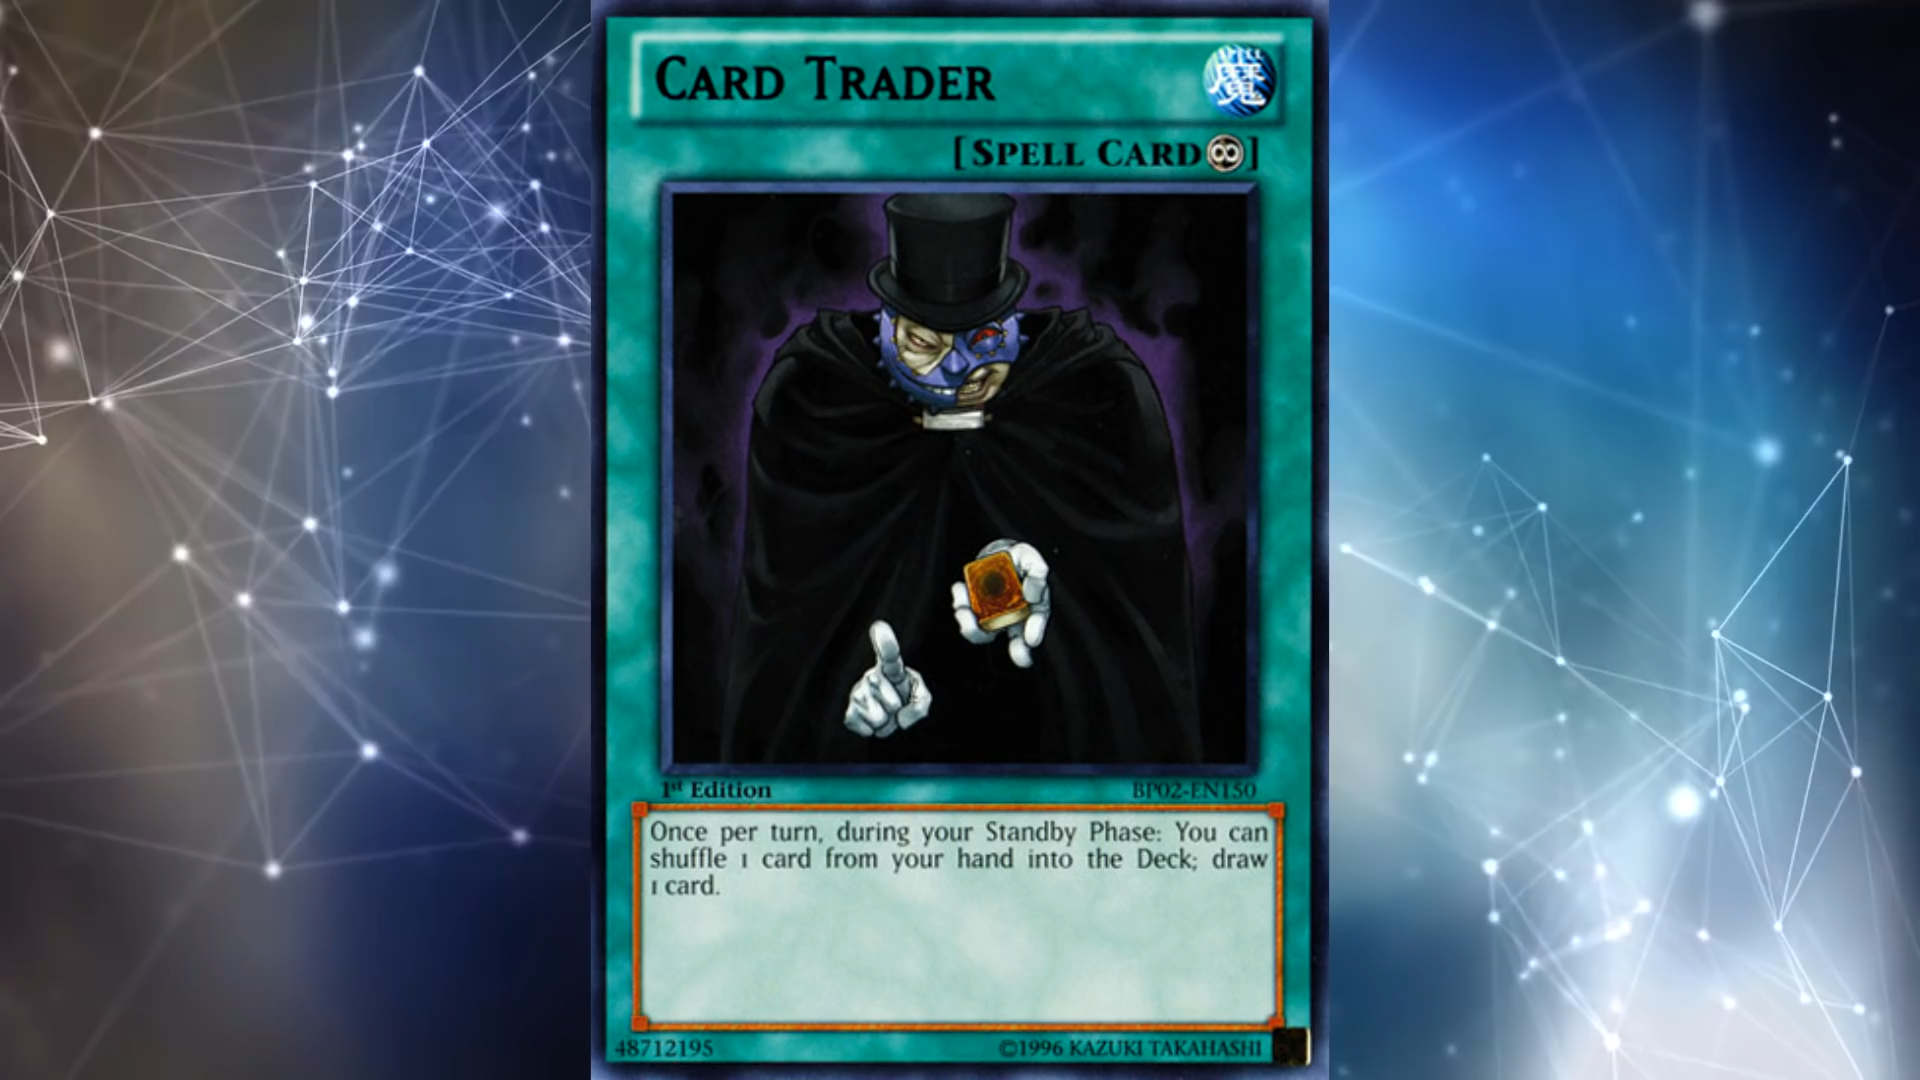 CARD TRADER
魔
[SPELL CARD]
1st Edition
BP02-EN150
Once per turn, during your Standby Phase: You can
shuffle 1 card from your hand into the Deck; draw
1 card.
48712195
©1996 KAZUKI TAKAHASHI